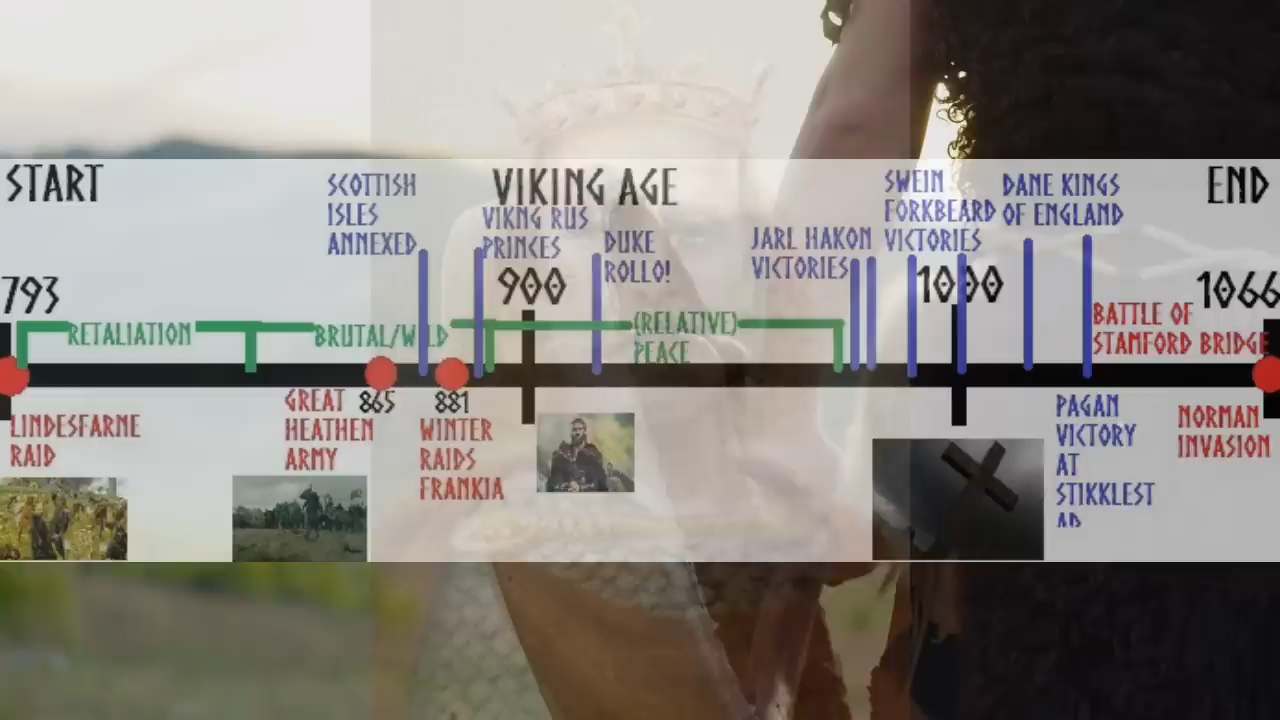 START
VIKING AGE
END
SCOTTISH
ISLES
ANNEXED
VIKNG RUS
PRINCES
DUKE
ROLLO!
JARL HAKON
VICTORIES
SWEIN
FORKBEARD
VICTORIES
DANE KINGS
OF ENGLAND
793
900
1000
1066
RETALIATION
BRUTAL/WILD
(RELATIVE)
PEACE
BATTLE OF
STAMFORD BRIDGE
LINDESFARNE
RAID
GREAT
HEATHEN
ARMY
865
881
WINTER
RAIDS
FRANKIA
PAGAN
VICTORY
AT
STIKKLEST
AD
NORMAN
INVASION